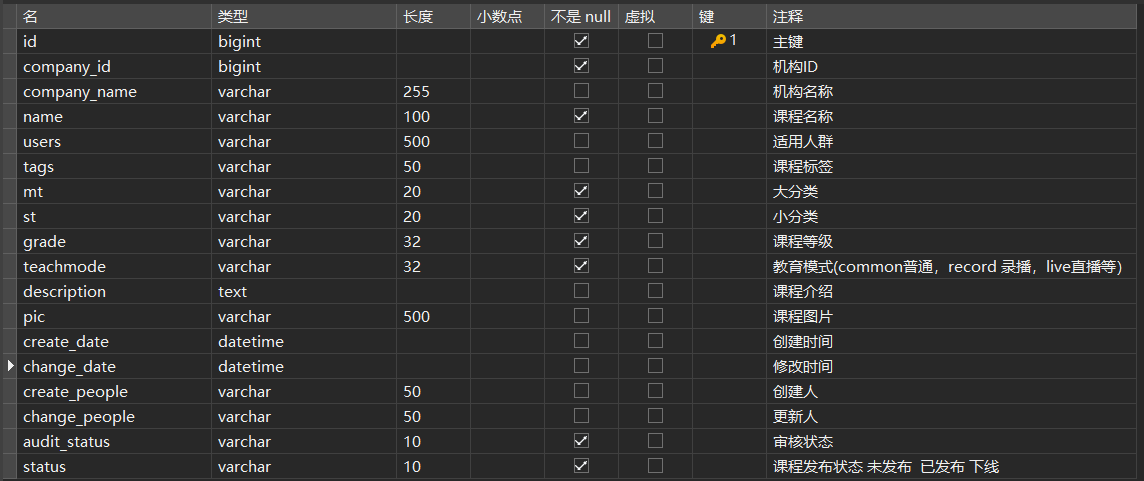 名 类型 长度 小数点 不是 null 虚拟 键 注释
id bigint 1 主键
company_id bigint 机构ID
company_name varchar 255 机构名称
name varchar 100 课程名称
users varchar 500 适用人群
tags varchar 50 课程标签
mt varchar 20 大分类
st varchar 20 小分类
grade varchar 32 课程等级
teachmode varchar 32 教育模式(common普通，record 录播，live直播等)
description text 课程介绍
pic varchar 500 课程图片
create_date datetime 创建时间
change_date datetime 修改时间
create_people varchar 50 创建人
change_people varchar 50 更新人
audit_status varchar 10 审核状态
status varchar 10 课程发布状态 未发布  已发布 下线